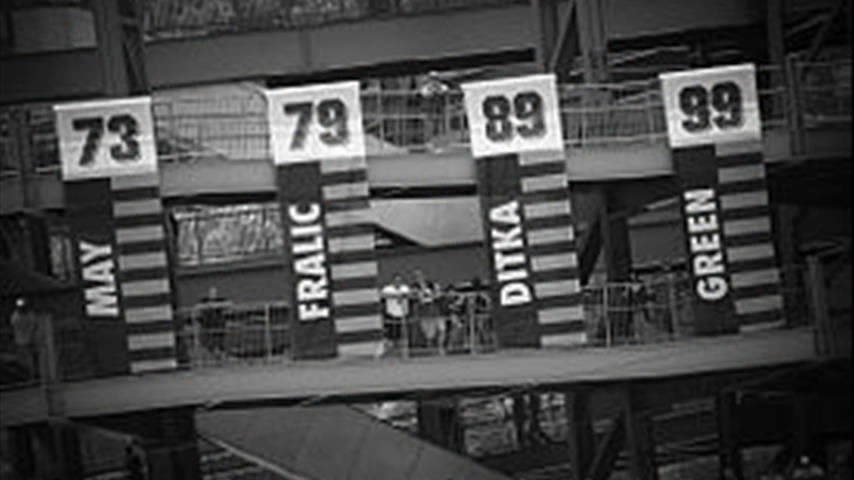 73
MAY
79
FRALIC
89
DITKA
99
GREEN